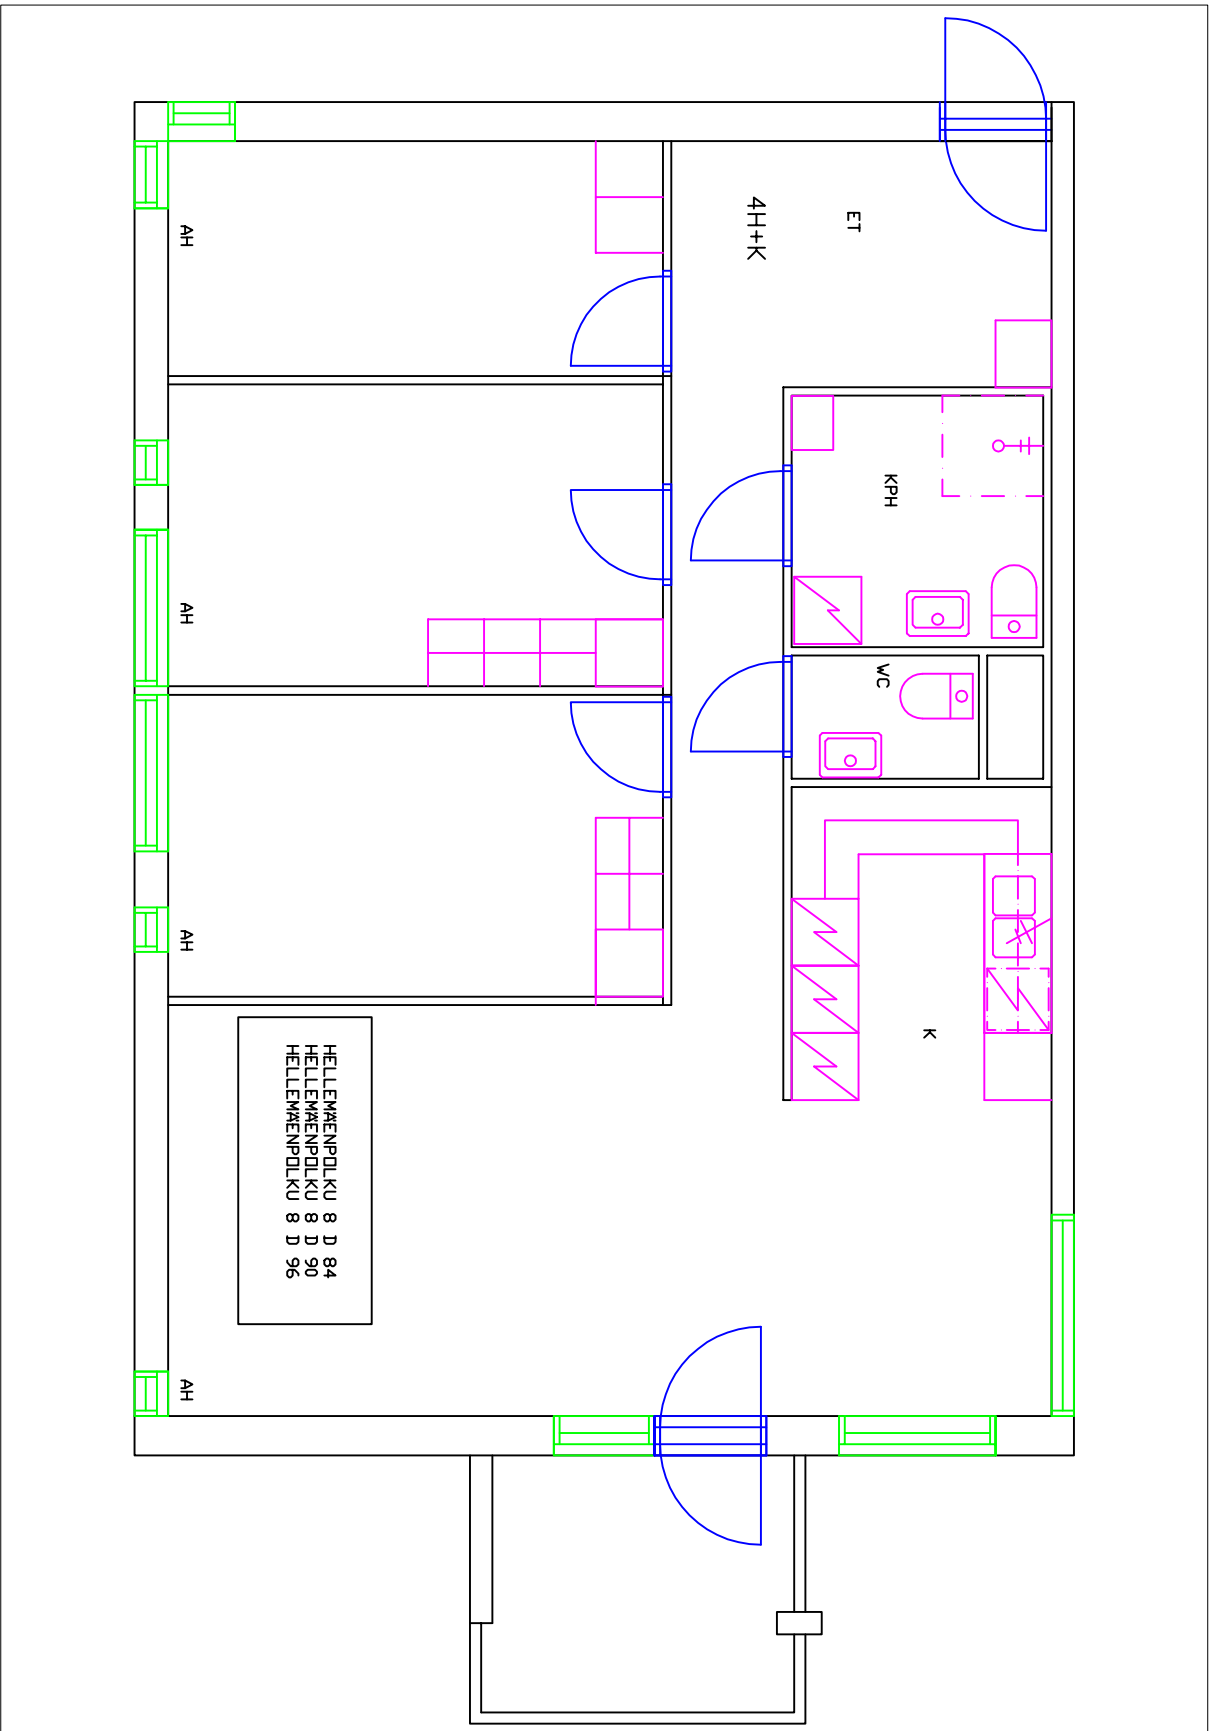 ET
4H+K
KPH
WC
K
AH
AH
AH
AH
HELLEMÄENPOLKU 8 D 84
HELLEMÄENPOLKU 8 D 90
HELLEMÄENPOLKU 8 D 96